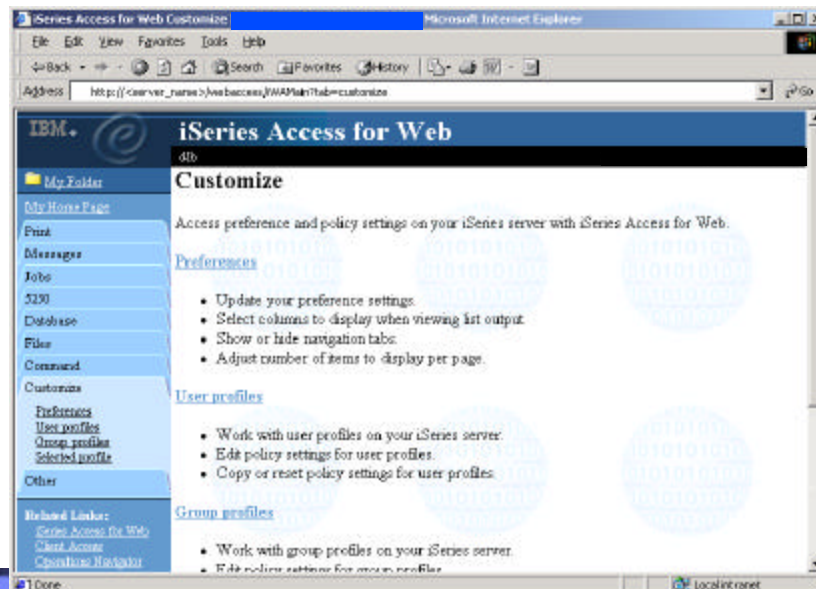 iSeries Access for Web Customize
Microsoft Internet Explorer
File Edit View Favorites Tools Help
Back Search Favorites History
Address http://<server_name>/webaccess/iWAMain?tab=customize Go
IBM.
iSeries Access for Web
dlb
My Folder
My Home Page
Print
Messages
Jobs
5250
Database
Files
Command
Customize
Preferences
User profiles
Group profiles
Selected profile
Other
Related Links:
iSeries Access for Web
Client Access
Operations Navigator
Customize
Access preference and policy settings on your iSeries server with iSeries Access for Web.
Preferences
• Update your preference settings.
• Select columns to display when viewing list output
• Show or hide navigation tabs.
• Adjust number of items to display per page.
User profiles
• Work with user profiles on your iSeries server.
• Edit policy settings for user profiles.
• Copy or reset policy settings for user profiles.
Group profiles
• Work with group profiles on your iSeries server.
• Edit policy settings for group profiles
Done
Local intranet